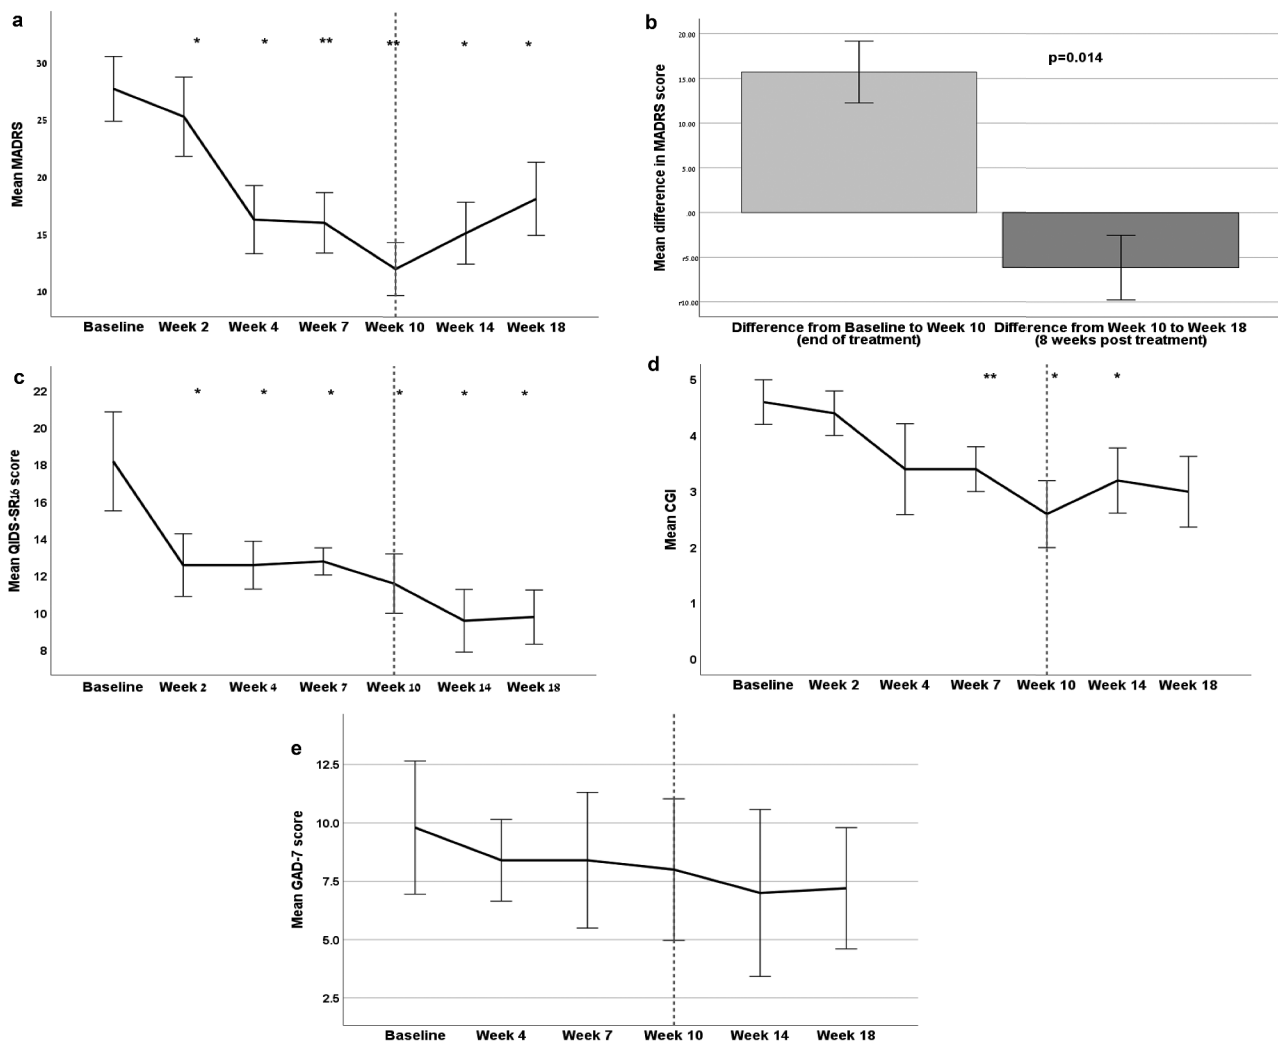 a
* * ** ** * *
Mean MADRS
30
25
20
15
10
Baseline Week 2 Week 4 Week 7 Week 10 Week 14 Week 18
b
Mean difference in MADRS score
20.00
15.00
10.00
5.00
.00
r5.00
r10.00
p=0.014
Difference from Baseline to Week 10
(end of treatment)
Difference from Week 10 to Week 18
(8 weeks post treatment)
c
* * * * * *
Mean QIDS-SR16 score
22
20
18
16
14
12
10
8
Baseline Week 2 Week 4 Week 7 Week 10 Week 14 Week 18
d
** * *
Mean CGI
5
4
3
2
1
0
Baseline Week 2 Week 4 Week 7 Week 10 Week 14 Week 18
e
Mean GAD-7 score
12.5
10.0
7.5
5.0
2.5
Baseline Week 4 Week 7 Week 10 Week 14 Week 18